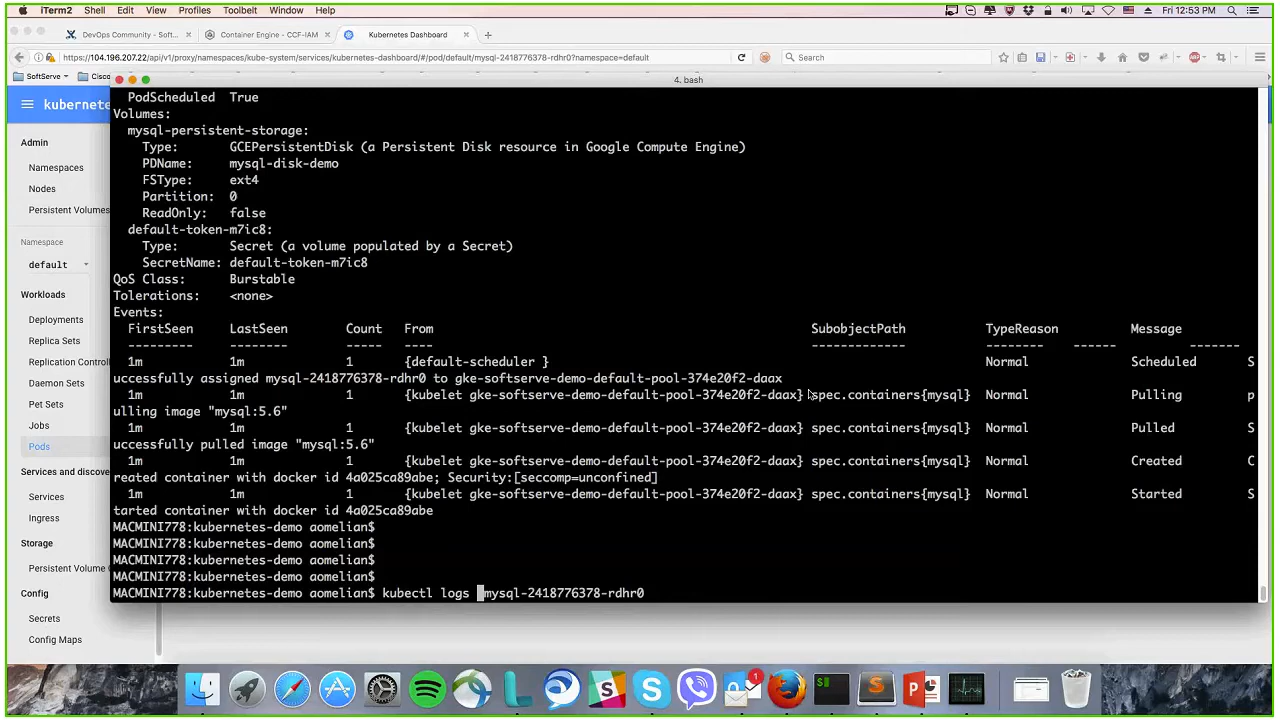 iTerm2 Shell Edit View Profiles Toolbelt Window Help Fri 12:53 PM
DevOps Community - Soft... Container Engine - CCF-IAM Kubernetes Dashboard
https://104.196.207.22/api/v1/proxy/namespaces/kube-system/services/kubernetes-dashboard/#/pod/default/mysql-2418776378-rdhr0?namespace=default Search
SoftServe Cisco
4. bash
kubernete
Admin
Namespaces
Nodes
Persistent Volumes
Namespace
default
Workloads
Deployments
Replica Sets
Replication Controll
Daemon Sets
Pet Sets
Jobs
Pods
Services and discove
Services
Ingress
Storage
Persistent Volume
Config
Secrets
Config Maps
PodScheduled True
Volumes:
mysql-persistent-storage:
Type: GCEPersistentDisk (a Persistent Disk resource in Google Compute Engine)
PDName: mysql-disk-demo
FSType: ext4
Partition: 0
ReadOnly: false
default-token-m7ic8:
Type: Secret (a volume populated by a Secret)
SecretName: default-token-m7ic8
QoS Class: Burstable
Tolerations: <none>
Events:
FirstSeen LastSeen Count From SubobjectPath TypeReason Message
--------- -------- ----- ---- ------------- -------- ------ -------
1m 1m 1 {default-scheduler } Normal Scheduled S
uccessfully assigned mysql-2418776378-rdhr0 to gke-softserve-demo-default-pool-374e20f2-daax
1m 1m 1 {kubelet gke-softserve-demo-default-pool-374e20f2-daax} spec.containers{mysql} Normal Pulling p
ulling image "mysql:5.6"
1m 1m 1 {kubelet gke-softserve-demo-default-pool-374e20f2-daax} spec.containers{mysql} Normal Pulled S
uccessfully pulled image "mysql:5.6"
1m 1m 1 {kubelet gke-softserve-demo-default-pool-374e20f2-daax} spec.containers{mysql} Normal Created C
reated container with docker id 4a025ca89abe; Security:[seccomp=unconfined]
1m 1m 1 {kubelet gke-softserve-demo-default-pool-374e20f2-daax} spec.containers{mysql} Normal Started S
tarted container with docker id 4a025ca89abe
MACMINI778:kubernetes-demo aomelian$
MACMINI778:kubernetes-demo aomelian$
MACMINI778:kubernetes-demo aomelian$
MACMINI778:kubernetes-demo aomelian$
MACMINI778:kubernetes-demo aomelian$ kubectl logs mysql-2418776378-rdhr0
1